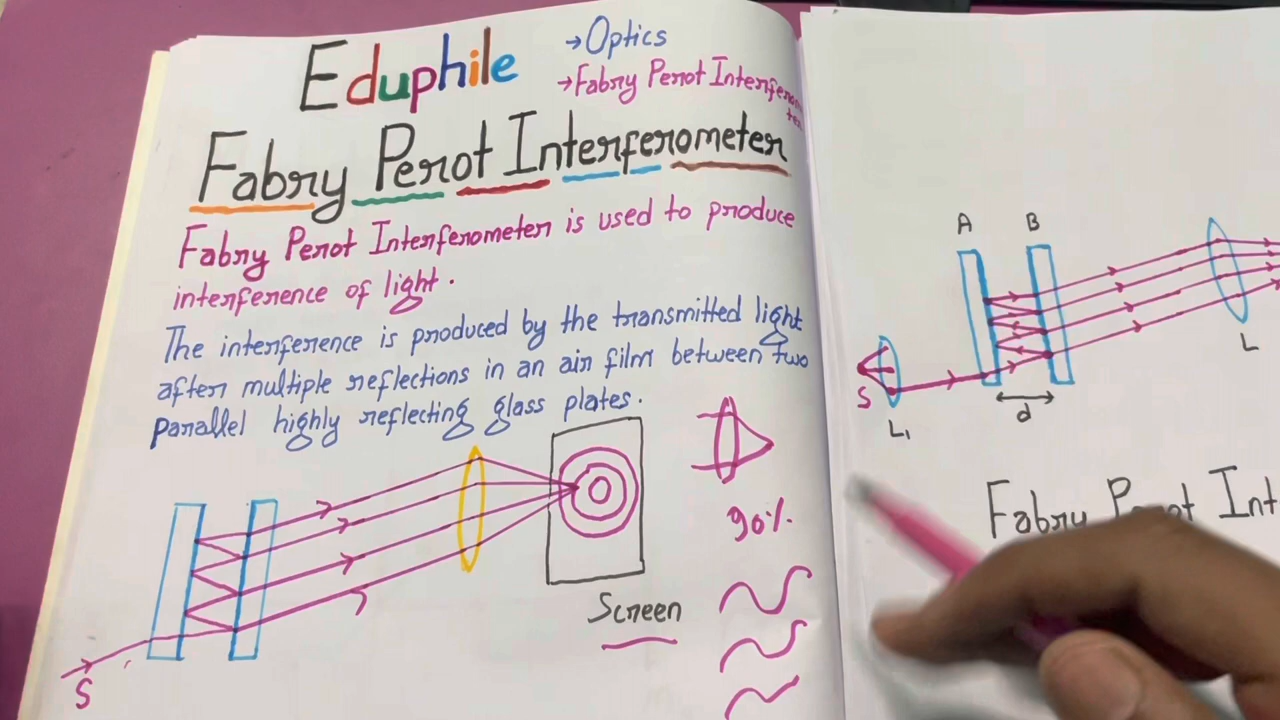 Eduphile
→Optics
→Fabry Perot Interferometer
Fabry Perot Interferometer
Fabry Perot Interferometer is used to produce
interference of light.
The interference is produced by the transmitted light
after multiple reflections in an air film between two
parallel highly reflecting glass plates.
90%.
Screen
S
A B
S
L₁
d
L
Fabry Perot Int